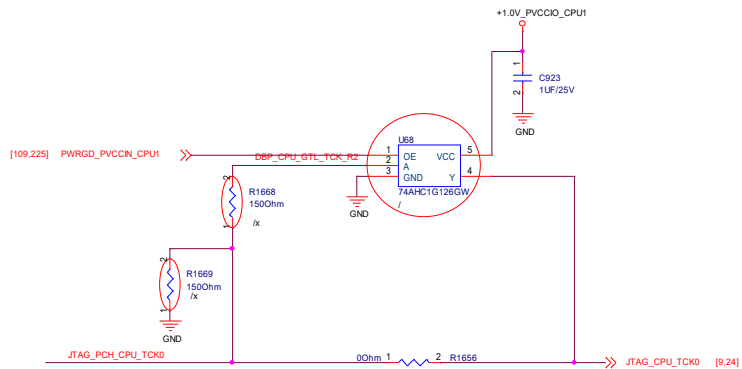 +1.0V_PVCCIO_CPU1
1
C923
1UF/25V
2
GND
[109,225] PWRGD_PVCCIN_CPU1
DBP_CPU_GTL_TCK_R2
U68
1 OE VCC 5
2 A
3 GND Y 4
74AHC1G126GW
/
GND
2
R1668
150Ohm
1
/x
2
R1669
150Ohm
/x
1
GND
JTAG_PCH_CPU_TCK0
0Ohm 1 2 R1656
JTAG_CPU_TCK0 [9,24]